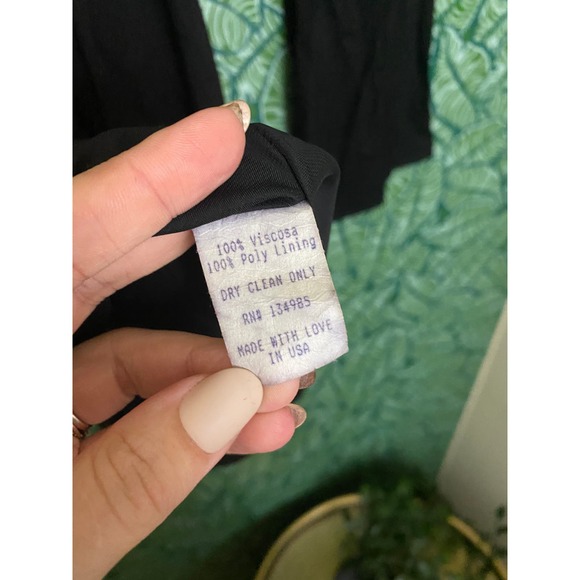 100% Viscosa
100% Poly Lining
DRY CLEAN ONLY
RN# 134985
MADE WITH LOVE
IN USA